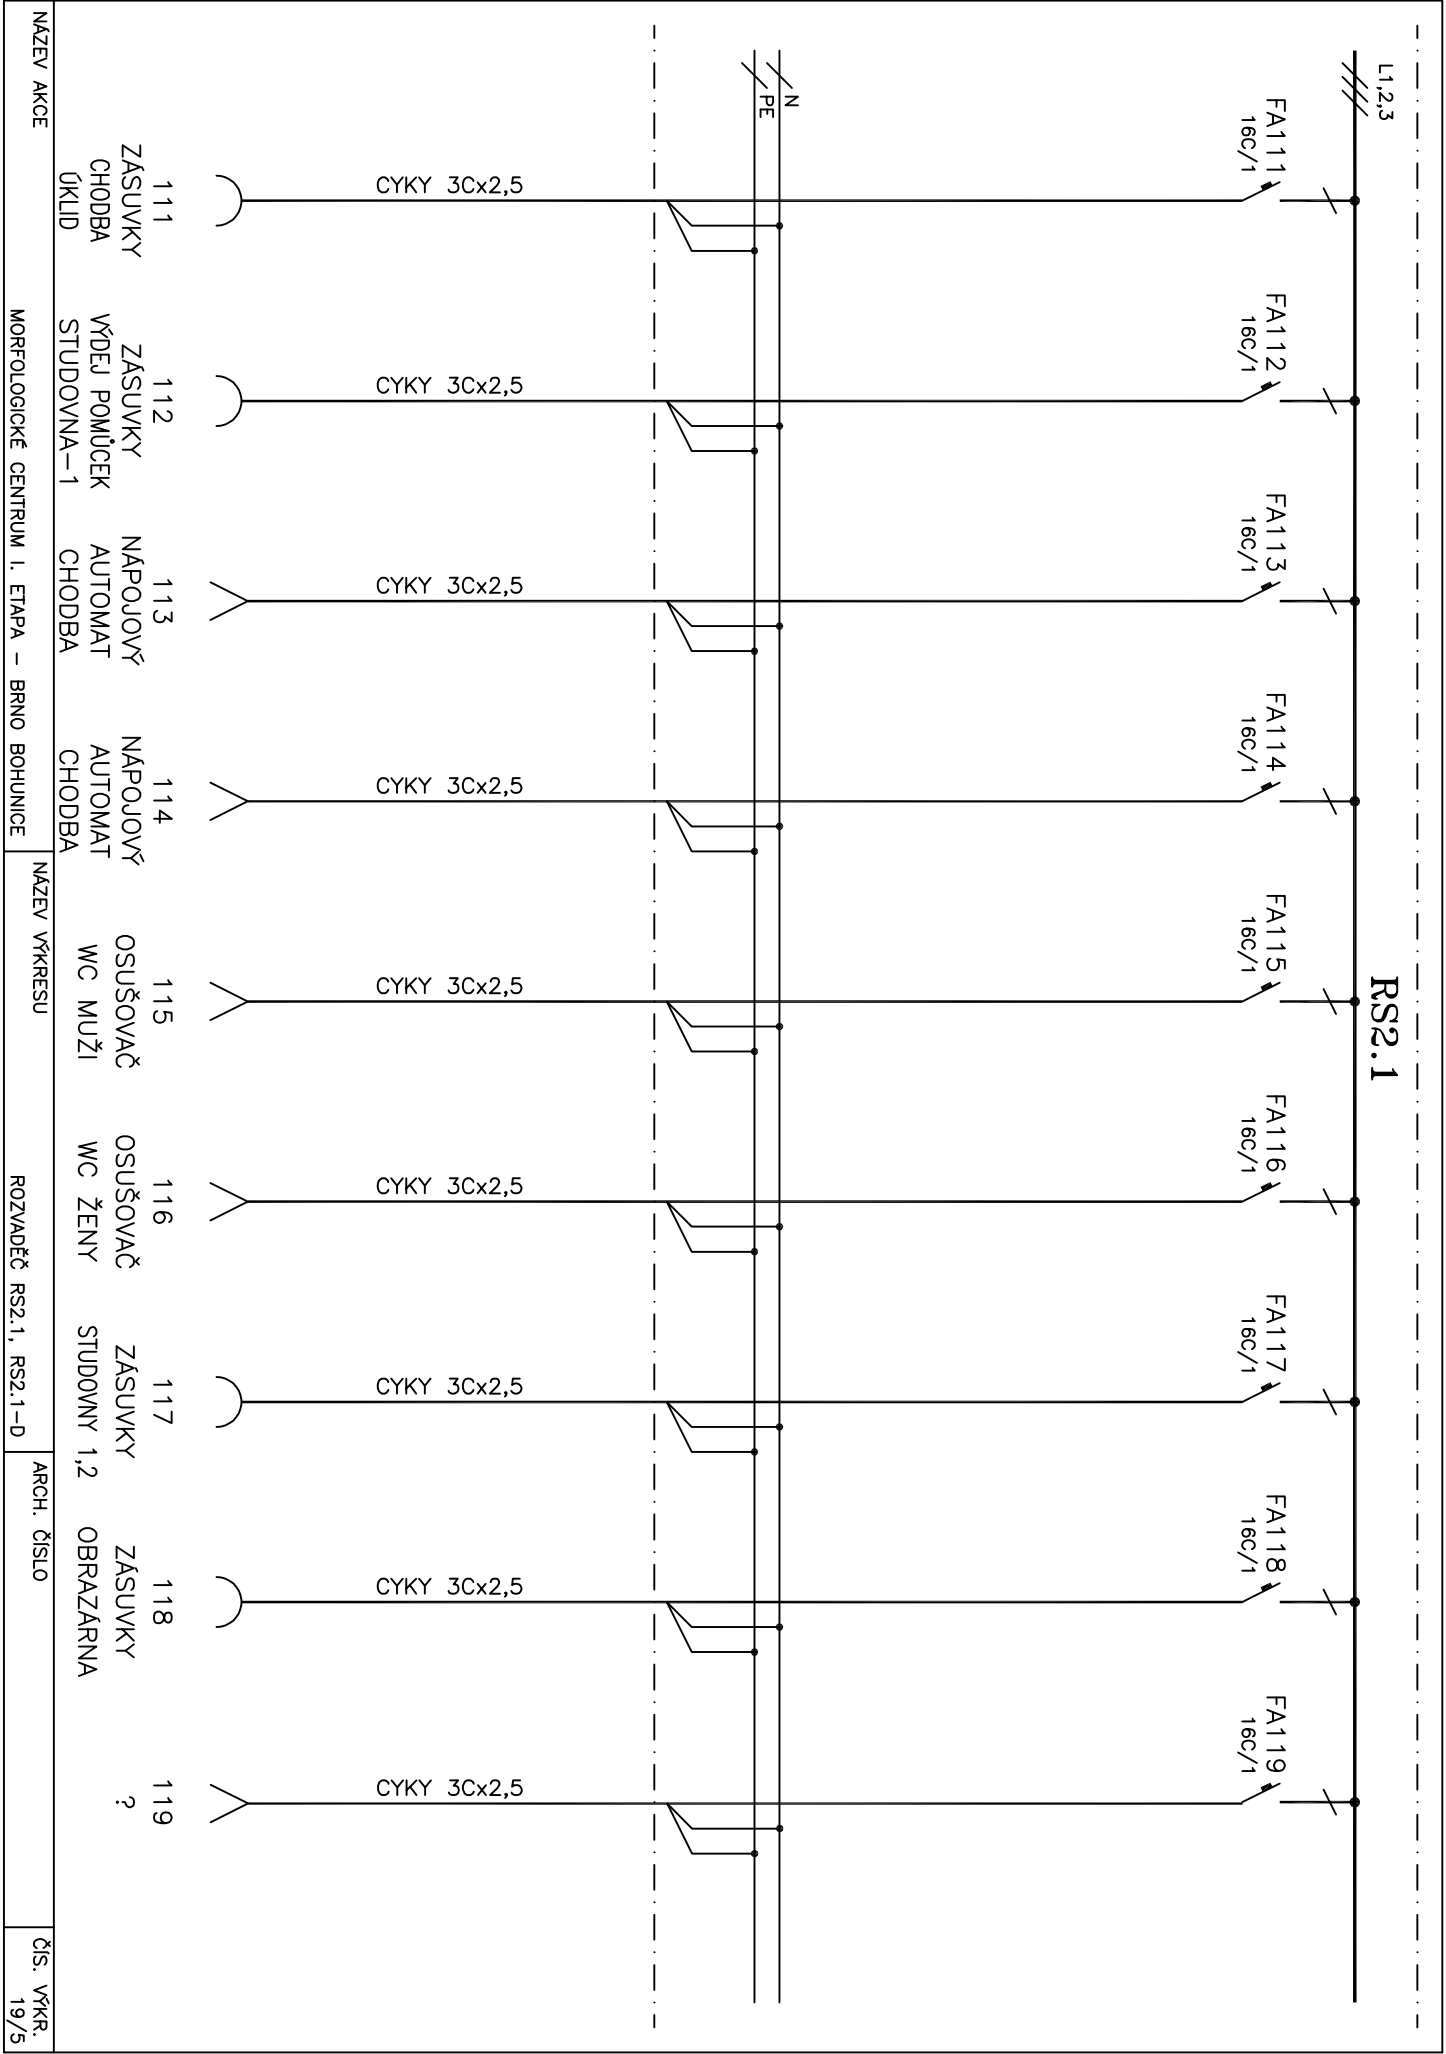 RS2.1
L1,2,3
FA111
16C/1
FA112
16C/1
FA113
16C/1
FA114
16C/1
FA115
16C/1
FA116
16C/1
FA117
16C/1
FA118
16C/1
FA119
16C/1
N
PE
CYKY 3Cx2,5
CYKY 3Cx2,5
CYKY 3Cx2,5
CYKY 3Cx2,5
CYKY 3Cx2,5
CYKY 3Cx2,5
CYKY 3Cx2,5
CYKY 3Cx2,5
CYKY 3Cx2,5
111
ZÁSUVKY
CHODBA
ÚKLID
112
ZÁSUVKY
VÝDEJ POMŮCEK
STUDOVNA-1
113
NÁPOJOVÝ
AUTOMAT
CHODBA
114
NÁPOJOVÝ
AUTOMAT
CHODBA
115
OSUŠOVAČ
WC MUŽI
116
OSUŠOVAČ
WC ŽENY
117
ZÁSUVKY
STUDOVNY 1,2
118
ZÁSUVKY
OBRAZÁRNA
119
?
NÁZEV AKCE
MORFOLOGICKÉ CENTRUM I. ETAPA - BRNO BOHUNICE
NÁZEV VÝKRESU
ROZVADĚČ RS2.1, RS2.1-D
ARCH. ČÍSLO
ČÍS. VÝKR.
19/5